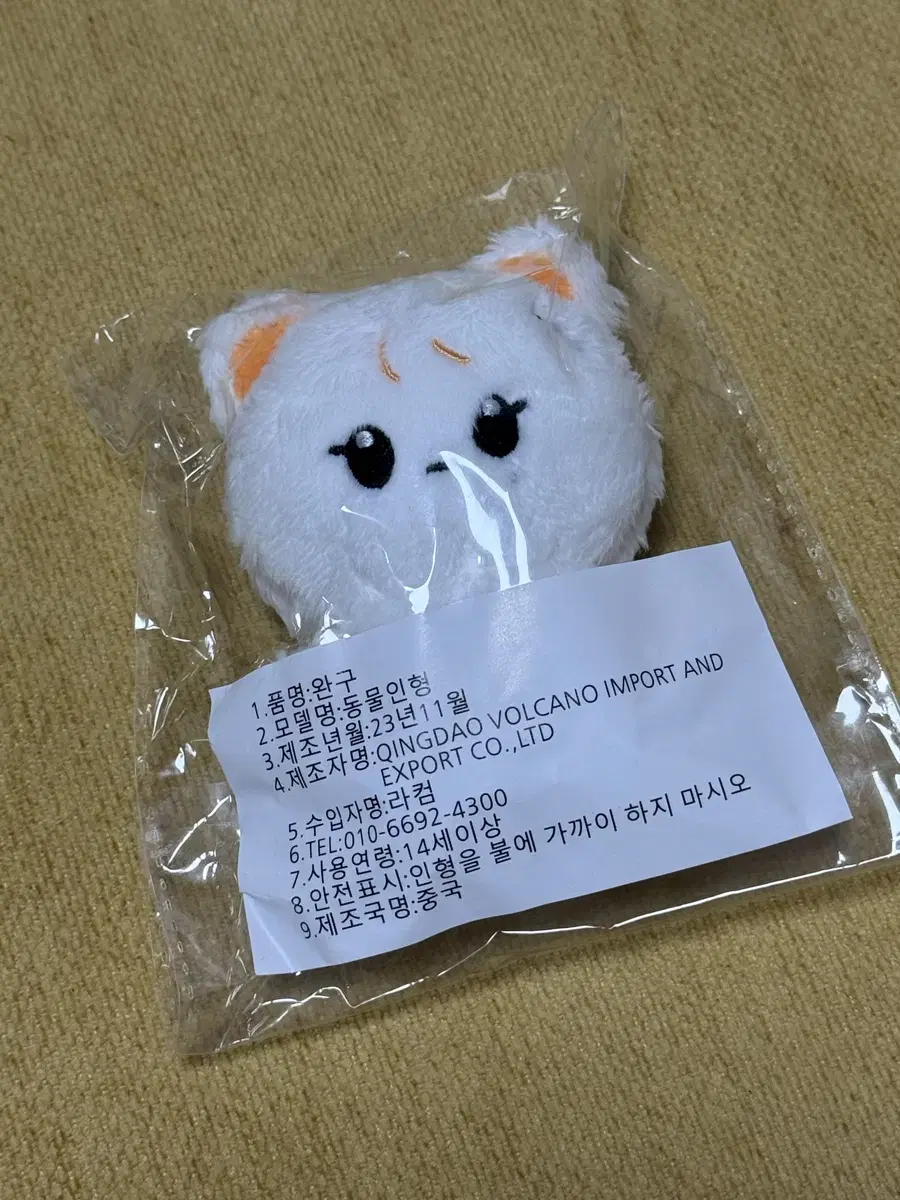 1.품명:완구
2.모델명:동물인형
3.제조년월:23년11월
4.제조자명:QINGDAO VOLCANO IMPORT AND
EXPORT CO.,LTD
5.수입자명:라컴
6.TEL:010-6692-4300
7.사용연령:14세이상
8.안전표시:인형을 불에 가까이 하지 마시오
9.제조국명:중국